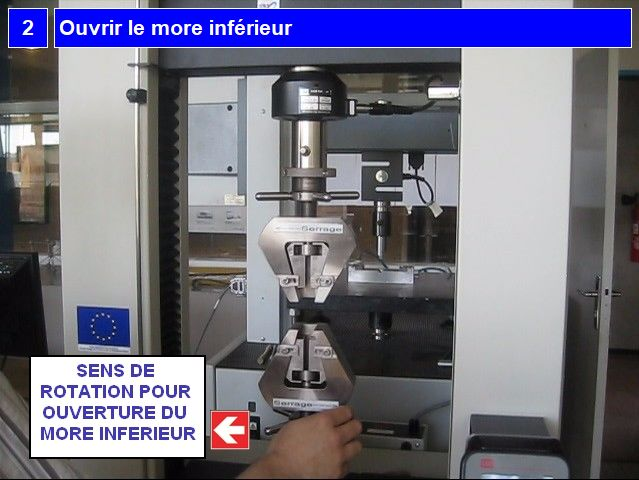 2 Ouvrir le more inférieur
Serrage
Serrage
SENS DE
ROTATION POUR
OUVERTURE DU
MORE INFERIEUR